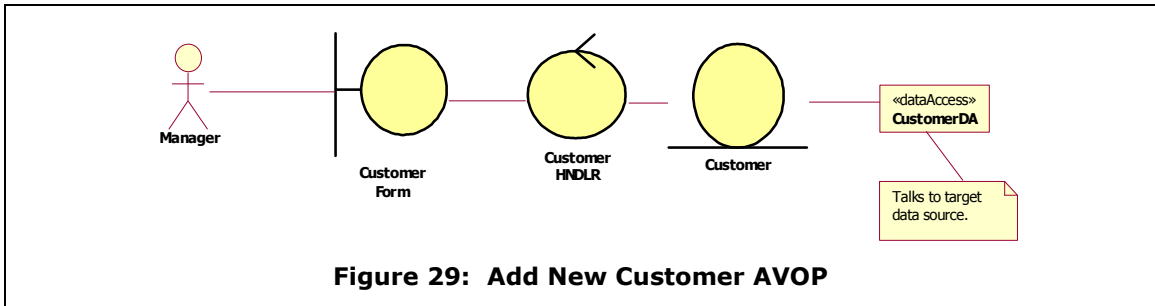 Manager
Customer
Form
Customer
HNDLR
Customer
«dataAccess»
CustomerDA
Talks to target
data source.
Figure 29: Add New Customer AVOP